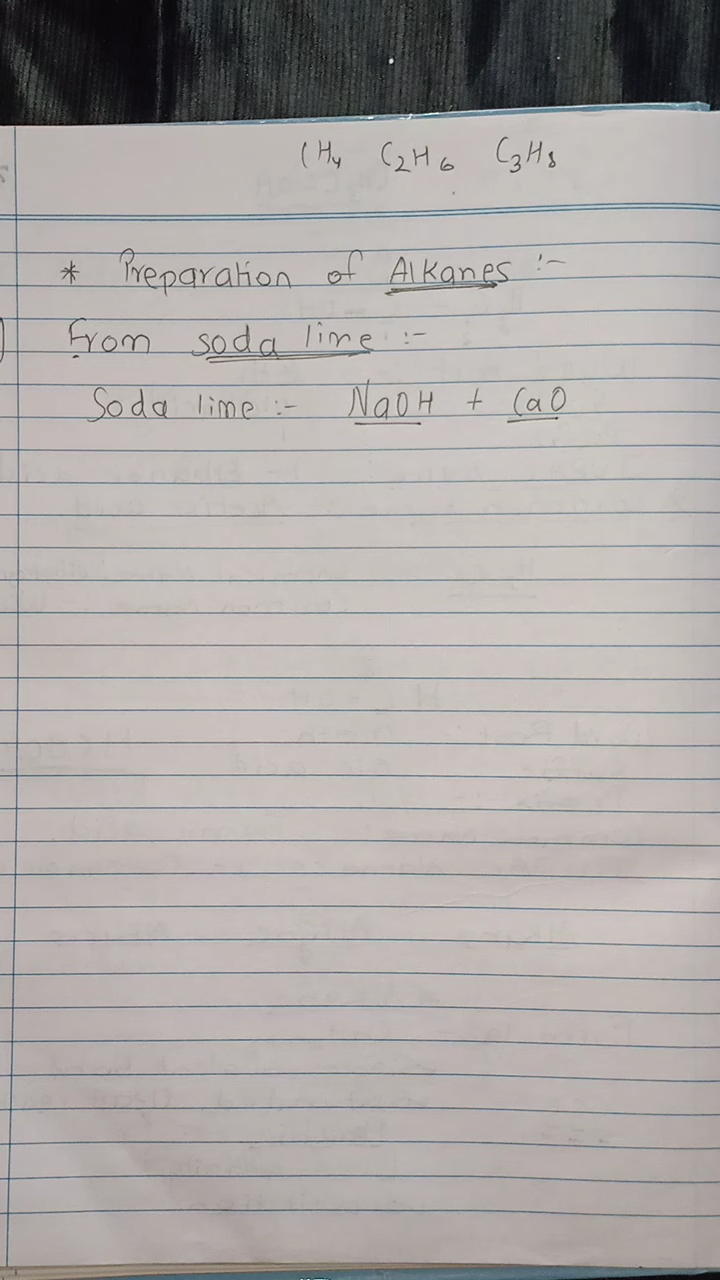 CH₄ C₂H₆ C₃H₈
* Preparation of Alkanes :-
From soda lime :-
Soda lime :- NaOH + CaO